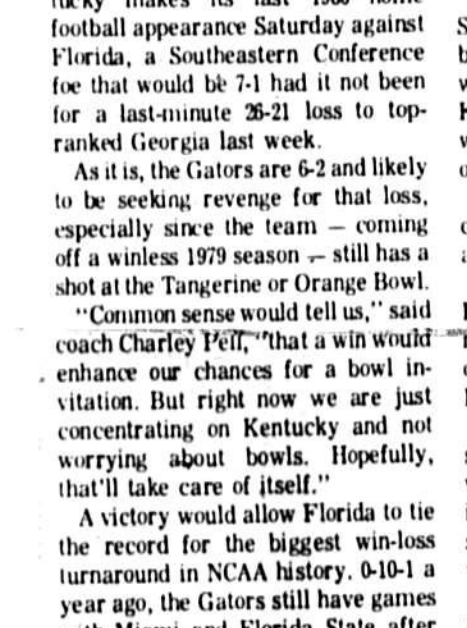 football appearance Saturday against
Florida, a Southeastern Conference
foe that would be 7-1 had it not been
for a last-minute 26-21 loss to top-
ranked Georgia last week.
As it is, the Gators are 6-2 and likely
to be seeking revenge for that loss,
especially since the team — coming
off a winless 1979 season — still has a
shot at the Tangerine or Orange Bowl.
"Common sense would tell us," said
coach Charley Pell, "that a win would
enhance our chances for a bowl in-
vitation. But right now we are just
concentrating on Kentucky and not
worrying about bowls. Hopefully,
that'll take care of itself."
A victory would allow Florida to tie
the record for the biggest win-loss
turnaround in NCAA history. 0-10-1 a
year ago, the Gators still have games
Miami and Florida State after